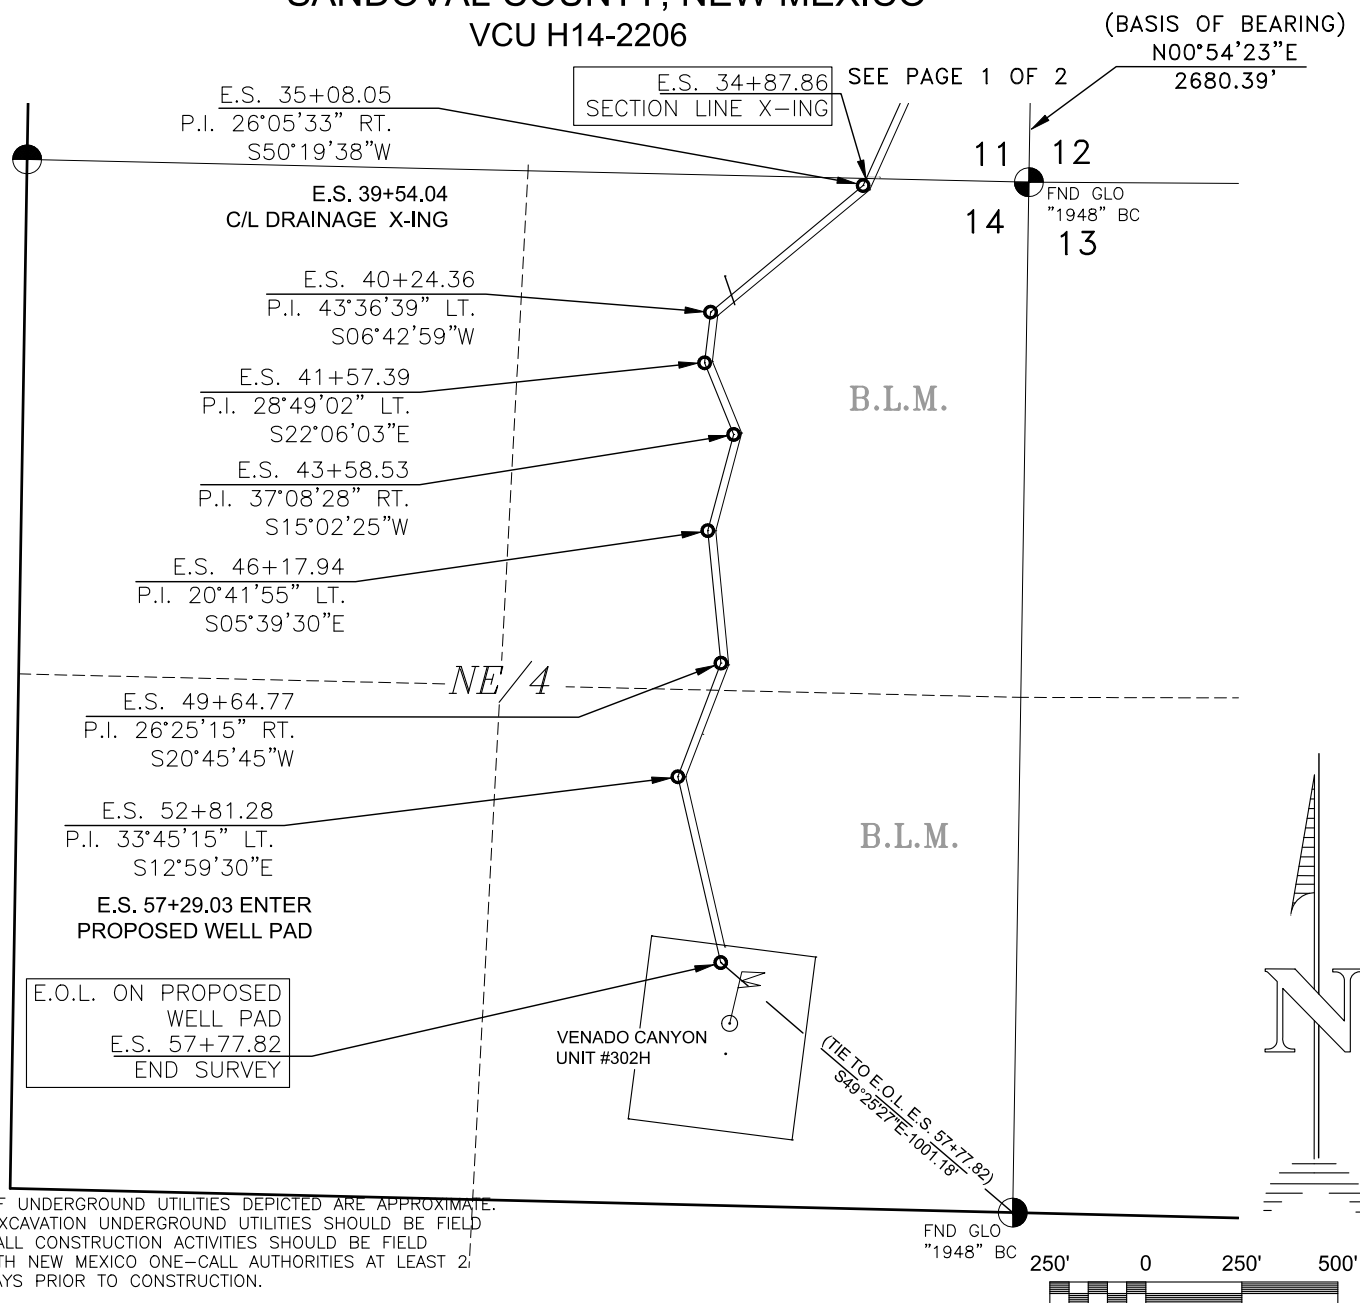 SANDOVAL COUNTY, NEW MEXICO
VCU H14-2206
(BASIS OF BEARING)
N00°54'23"E
2680.39'
E.S. 34+87.86
SECTION LINE X-ING
SEE PAGE 1 OF 2
E.S. 35+08.05
P.I. 26°05'33" RT.
S50°19'38"W
11 12
14 13
FND GLO
"1948" BC
E.S. 39+54.04
C/L DRAINAGE X-ING
E.S. 40+24.36
P.I. 43°36'39" LT.
S06°42'59"W
E.S. 41+57.39
P.I. 28°49'02" LT.
S22°06'03"E
B.L.M.
E.S. 43+58.53
P.I. 37°08'28" RT.
S15°02'25"W
E.S. 46+17.94
P.I. 20°41'55" LT.
S05°39'30"E
NE/4
E.S. 49+64.77
P.I. 26°25'15" RT.
S20°45'45"W
E.S. 52+81.28
P.I. 33°45'15" LT.
S12°59'30"E
B.L.M.
E.S. 57+29.03 ENTER
PROPOSED WELL PAD
E.O.L. ON PROPOSED
WELL PAD
E.S. 57+77.82
END SURVEY
VENADO CANYON
UNIT #302H
(TIE TO E.O.L. E.S. 57+77.82)
S49°25'27"E-1001.18'
N
UNDERGROUND UTILITIES DEPICTED ARE APPROXIMATE.
EXCAVATION UNDERGROUND UTILITIES SHOULD BE FIELD
ALL CONSTRUCTION ACTIVITIES SHOULD BE FIELD
NEW MEXICO ONE-CALL AUTHORITIES AT LEAST 2
PRIOR TO CONSTRUCTION.
FND GLO
"1948" BC
250' 0 250' 500'